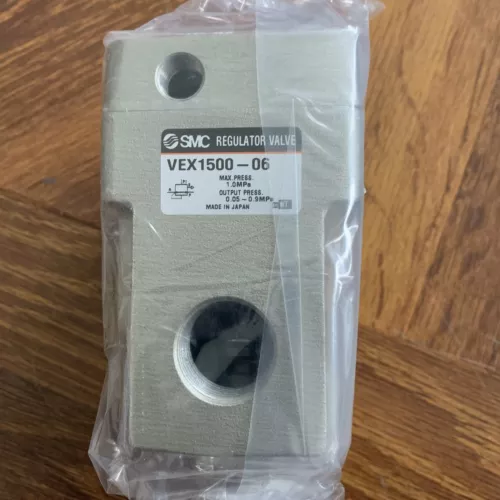 SMC REGULATOR VALVE
VEX1500-06
MAX.PRESS.
1.0MPa
OUTPUT PRESS.
0.05~0.9MPa
MADE IN JAPAN